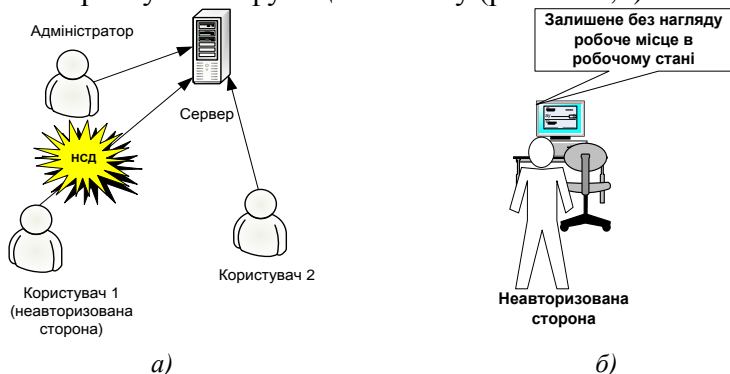 Адміністратор
Сервер
НСД
Користувач 1
(неавторизована
сторона)
Користувач 2
а)
Залишене без нагляду
робоче місце в
робочому стані
Неавторизована
сторона
б)